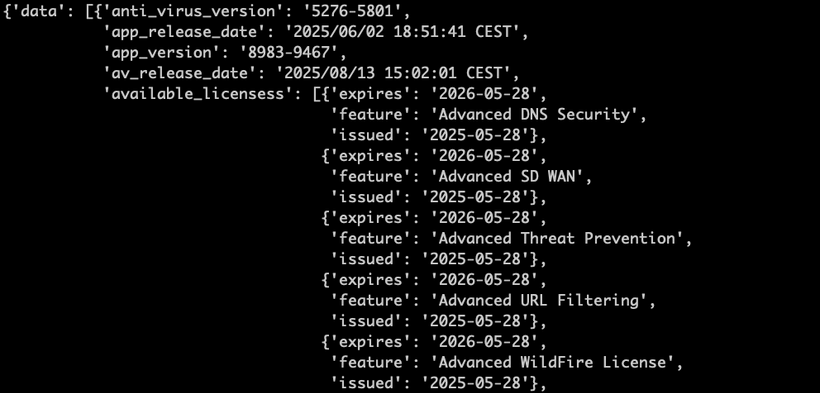 {'data': [{'anti_virus_version': '5276-5801',
'app_release_date': '2025/06/02 18:51:41 CEST',
'app_version': '8983-9467',
'av_release_date': '2025/08/13 15:02:01 CEST',
'available_licensess': [{'expires': '2026-05-28',
'feature': 'Advanced DNS Security',
'issued': '2025-05-28'},
{'expires': '2026-05-28',
'feature': 'Advanced SD WAN',
'issued': '2025-05-28'},
{'expires': '2026-05-28',
'feature': 'Advanced Threat Prevention',
'issued': '2025-05-28'},
{'expires': '2026-05-28',
'feature': 'Advanced URL Filtering',
'issued': '2025-05-28'},
{'expires': '2026-05-28',
'feature': 'Advanced WildFire License',
'issued': '2025-05-28'},